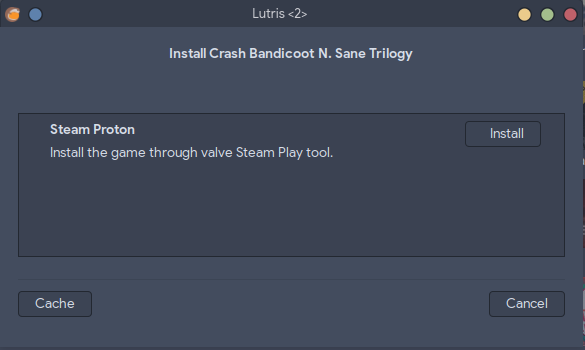 Lutris <2>
Install Crash Bandicoot N. Sane Trilogy
Steam Proton
Install
Install the game through valve Steam Play tool.
Cache
Cancel